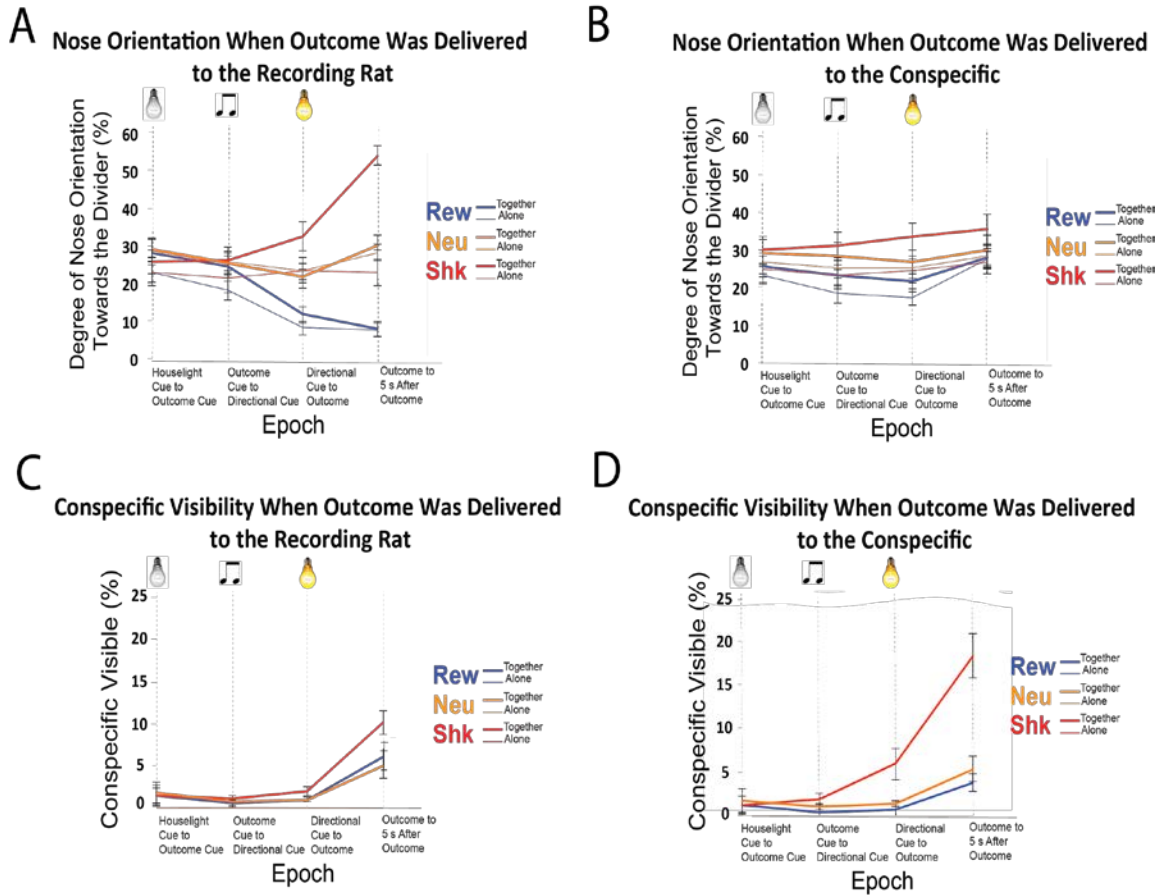 A
Nose Orientation When Outcome Was Delivered
to the Recording Rat
Degree of Nose Orientation
Towards the Divider (%)
60
50
40
30
20
10
0
Rew Together
Alone
Neu Together
Alone
Shk Together
Alone
Houselight Cue to Outcome Cue
Outcome Cue to Directional Cue
Directional Cue to Outcome
Outcome to 5 s After Outcome
Epoch
B
Nose Orientation When Outcome Was Delivered
to the Conspecific
Degree of Nose Orientation
Towards the Divider (%)
60
50
40
30
20
10
0
Rew Together
Alone
Neu Together
Alone
Shk Together
Alone
Houselight Cue to Outcome Cue
Outcome Cue to Directional Cue
Directional Cue to Outcome
Outcome to 5 s After Outcome
Epoch
C
Conspecific Visibility When Outcome Was Delivered
to the Recording Rat
Conspecific Visible (%)
25
20
15
10
5
0
Rew Together
Alone
Neu Together
Alone
Shk Together
Alone
Houselight Cue to Outcome Cue
Outcome Cue to Directional Cue
Directional Cue to Outcome
Outcome to 5 s After Outcome
Epoch
D
Conspecific Visibility When Outcome Was Delivered
to the Conspecific
Conspecific Visible (%)
25
20
15
10
5
0
Rew Together
Alone
Neu Together
Alone
Shk Together
Alone
Houselight Cue to Outcome Cue
Outcome Cue to Directional Cue
Directional Cue to Outcome
Outcome to 5 s After Outcome
Epoch